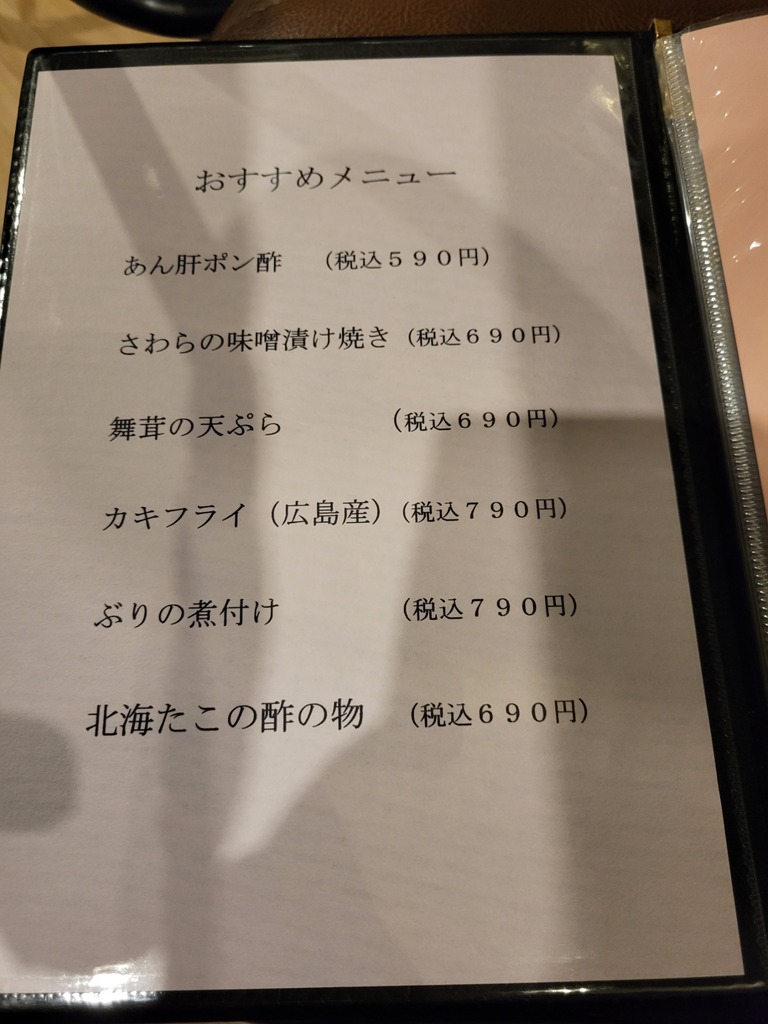 おすすめメニュー
あん肝ポン酢　（税込５９０円）
さわらの味噌漬け焼き（税込６９０円）
舞茸の天ぷら　　　　（税込６９０円）
カキフライ（広島産）（税込７９０円）
ぶりの煮付け　　　　（税込７９０円）
北海たこの酢の物　（税込６９０円）